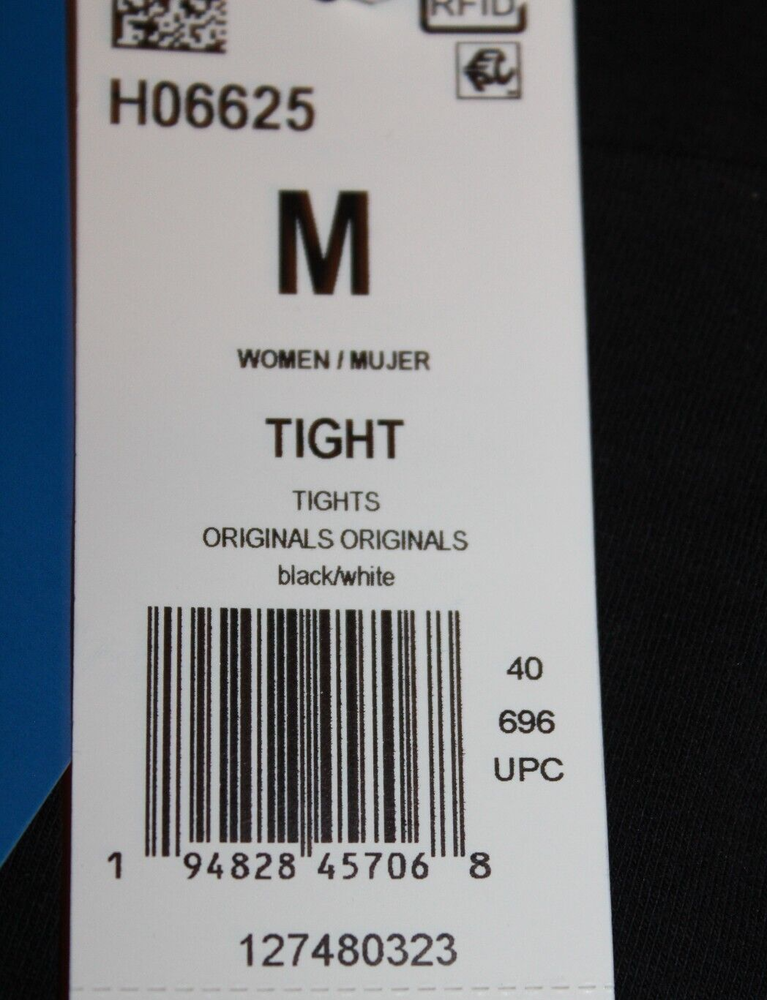 RFID
H06625
M
WOMEN / MUJER
TIGHT
TIGHTS
ORIGINALS ORIGINALS
black/white
40
696
UPC
1 94828 45706 8
127480323